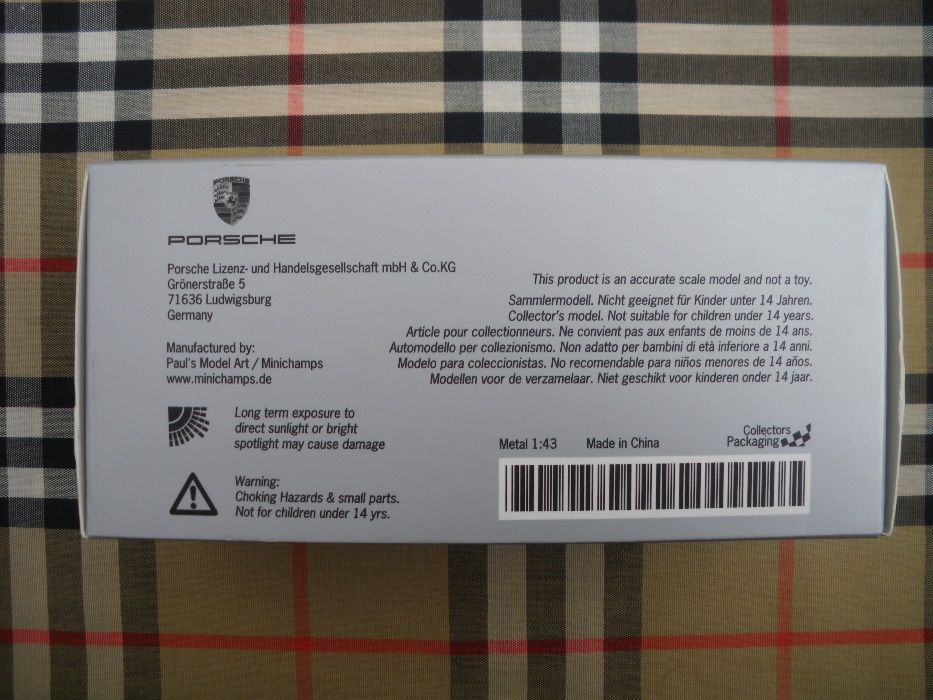 PORSCHE
PORSCHE
Porsche Lizenz- und Handelsgesellschaft mbH & Co.KG
Grönerstraße 5
71636 Ludwigsburg
Germany
Manufactured by:
Paul's Model Art / Minichamps
www.minichamps.de
Long term exposure to
direct sunlight or bright
spotlight may cause damage
Warning:
Choking Hazards & small parts.
Not for children under 14 yrs.
This product is an accurate scale model and not a toy.
Sammlermodell. Nicht geeignet für Kinder unter 14 Jahren.
Collector's model. Not suitable for children under 14 years.
Article pour collectionneurs. Ne convient pas aux enfants de moins de 14 ans.
Automodello per collezionismo. Non adatto per bambini di età inferiore a 14 anni.
Modelo para coleccionistas. No recomendable para niños menores de 14 años.
Modellen voor de verzamelaar. Niet geschikt voor kinderen onder 14 jaar.
Metal 1:43 Made in China
Collectors
Packaging